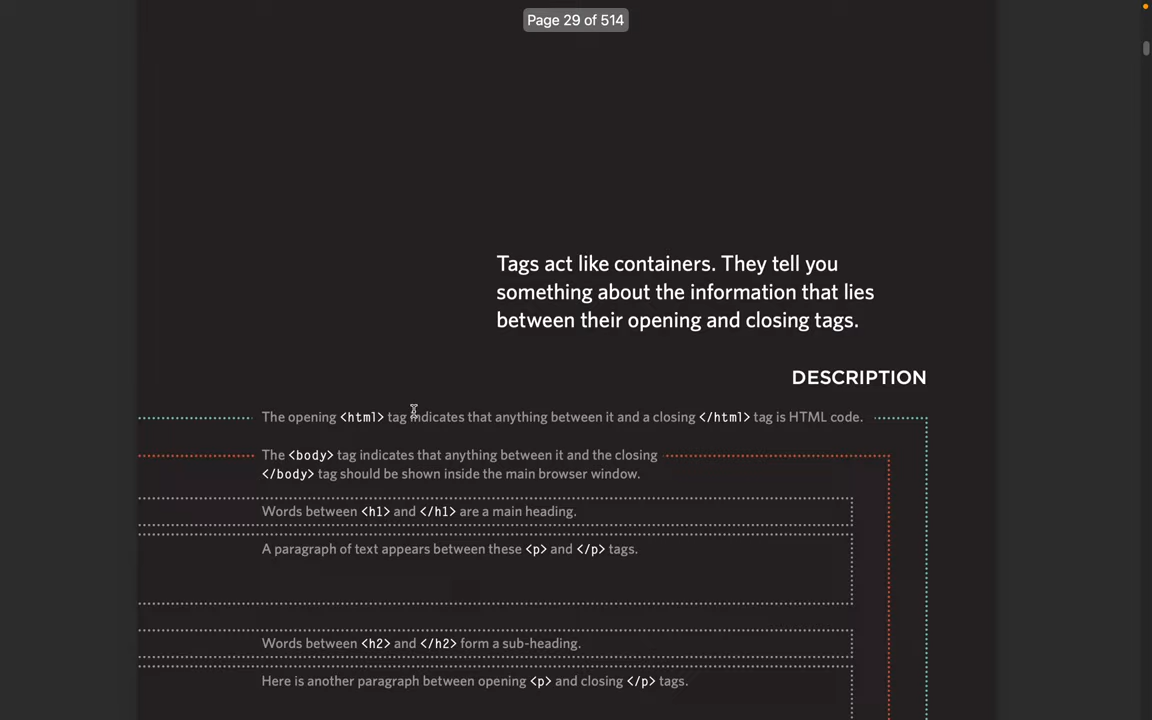 Page 29 of 514
Tags act like containers. They tell you
something about the information that lies
between their opening and closing tags.
DESCRIPTION
The opening <html> tag indicates that anything between it and a closing </html> tag is HTML code.
The <body> tag indicates that anything between it and the closing
</body> tag should be shown inside the main browser window.
Words between <h1> and </h1> are a main heading.
A paragraph of text appears between these <p> and </p> tags.
Words between <h2> and </h2> form a sub-heading.
Here is another paragraph between opening <p> and closing </p> tags.